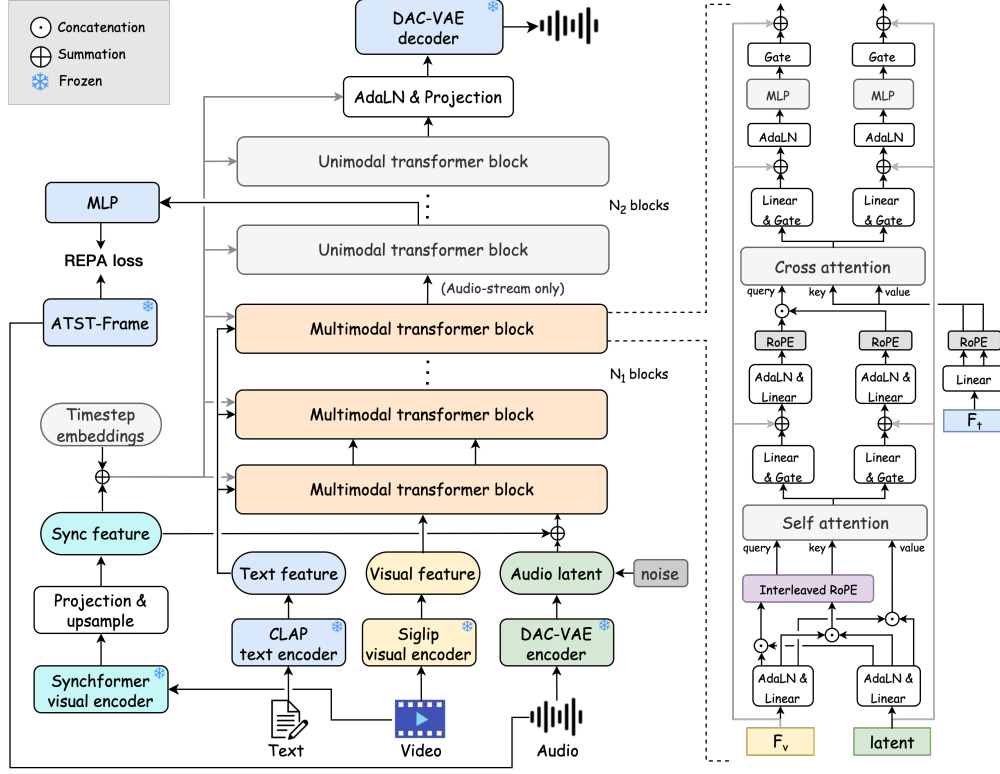 Concatenation
Summation
Frozen
DAC-VAE
decoder
AdaLN & Projection
Unimodal transformer block
N2 blocks
MLP
REPA loss
Unimodal transformer block
(Audio-stream only)
ATST-Frame
Multimodal transformer block
N1 blocks
Timestep
embeddings
Multimodal transformer block
Multimodal transformer block
Sync feature
Text feature
Visual feature
Audio latent
noise
Projection &
upsample
CLAP
text encoder
Siglip
visual encoder
DAC-VAE
encoder
Synchformer
visual encoder
Text
Video
Audio
Gate
Gate
MLP
MLP
AdaLN
AdaLN
Linear
& Gate
Linear
& Gate
Cross attention
query
key
value
RoPE
RoPE
RoPE
AdaLN &
Linear
AdaLN &
Linear
Linear
Ft
Linear
& Gate
Linear
& Gate
Self attention
query
key
value
Interleaved RoPE
AdaLN &
Linear
AdaLN &
Linear
Fv
latent